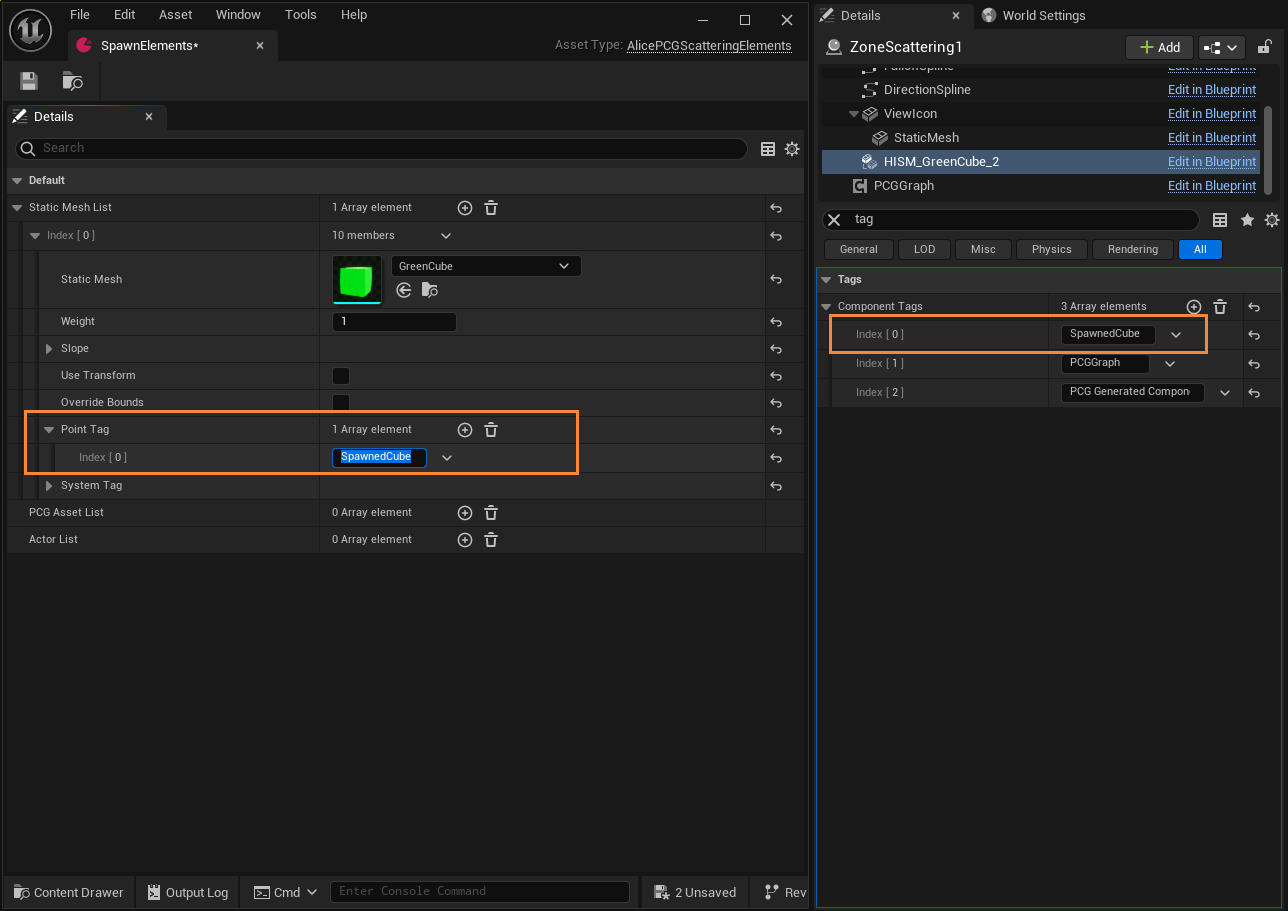 File Edit Asset Window Tools Help
SpawnElements*
Asset Type: AlicePCGScatteringElements
Details
Search
Default
Static Mesh List 1 Array element
Index [ 0 ] 10 members
Static Mesh GreenCube
Weight 1
Slope
Use Transform
Override Bounds
Point Tag 1 Array element
Index [ 0 ] SpawnedCube
System Tag
PCG Asset List 0 Array element
Actor List 0 Array element
Content Drawer Output Log Cmd Enter Console Command 2 Unsaved Rev
Details World Settings
ZoneScattering1 Add
FalloffSpline Edit in Blueprint
DirectionSpline Edit in Blueprint
ViewIcon Edit in Blueprint
StaticMesh Edit in Blueprint
HISM_GreenCube_2 Edit in Blueprint
PCGGraph Edit in Blueprint
tag
General LOD Misc Physics Rendering All
Tags
Component Tags 3 Array elements
Index [ 0 ] SpawnedCube
Index [ 1 ] PCGGraph
Index [ 2 ] PCG Generated Compon